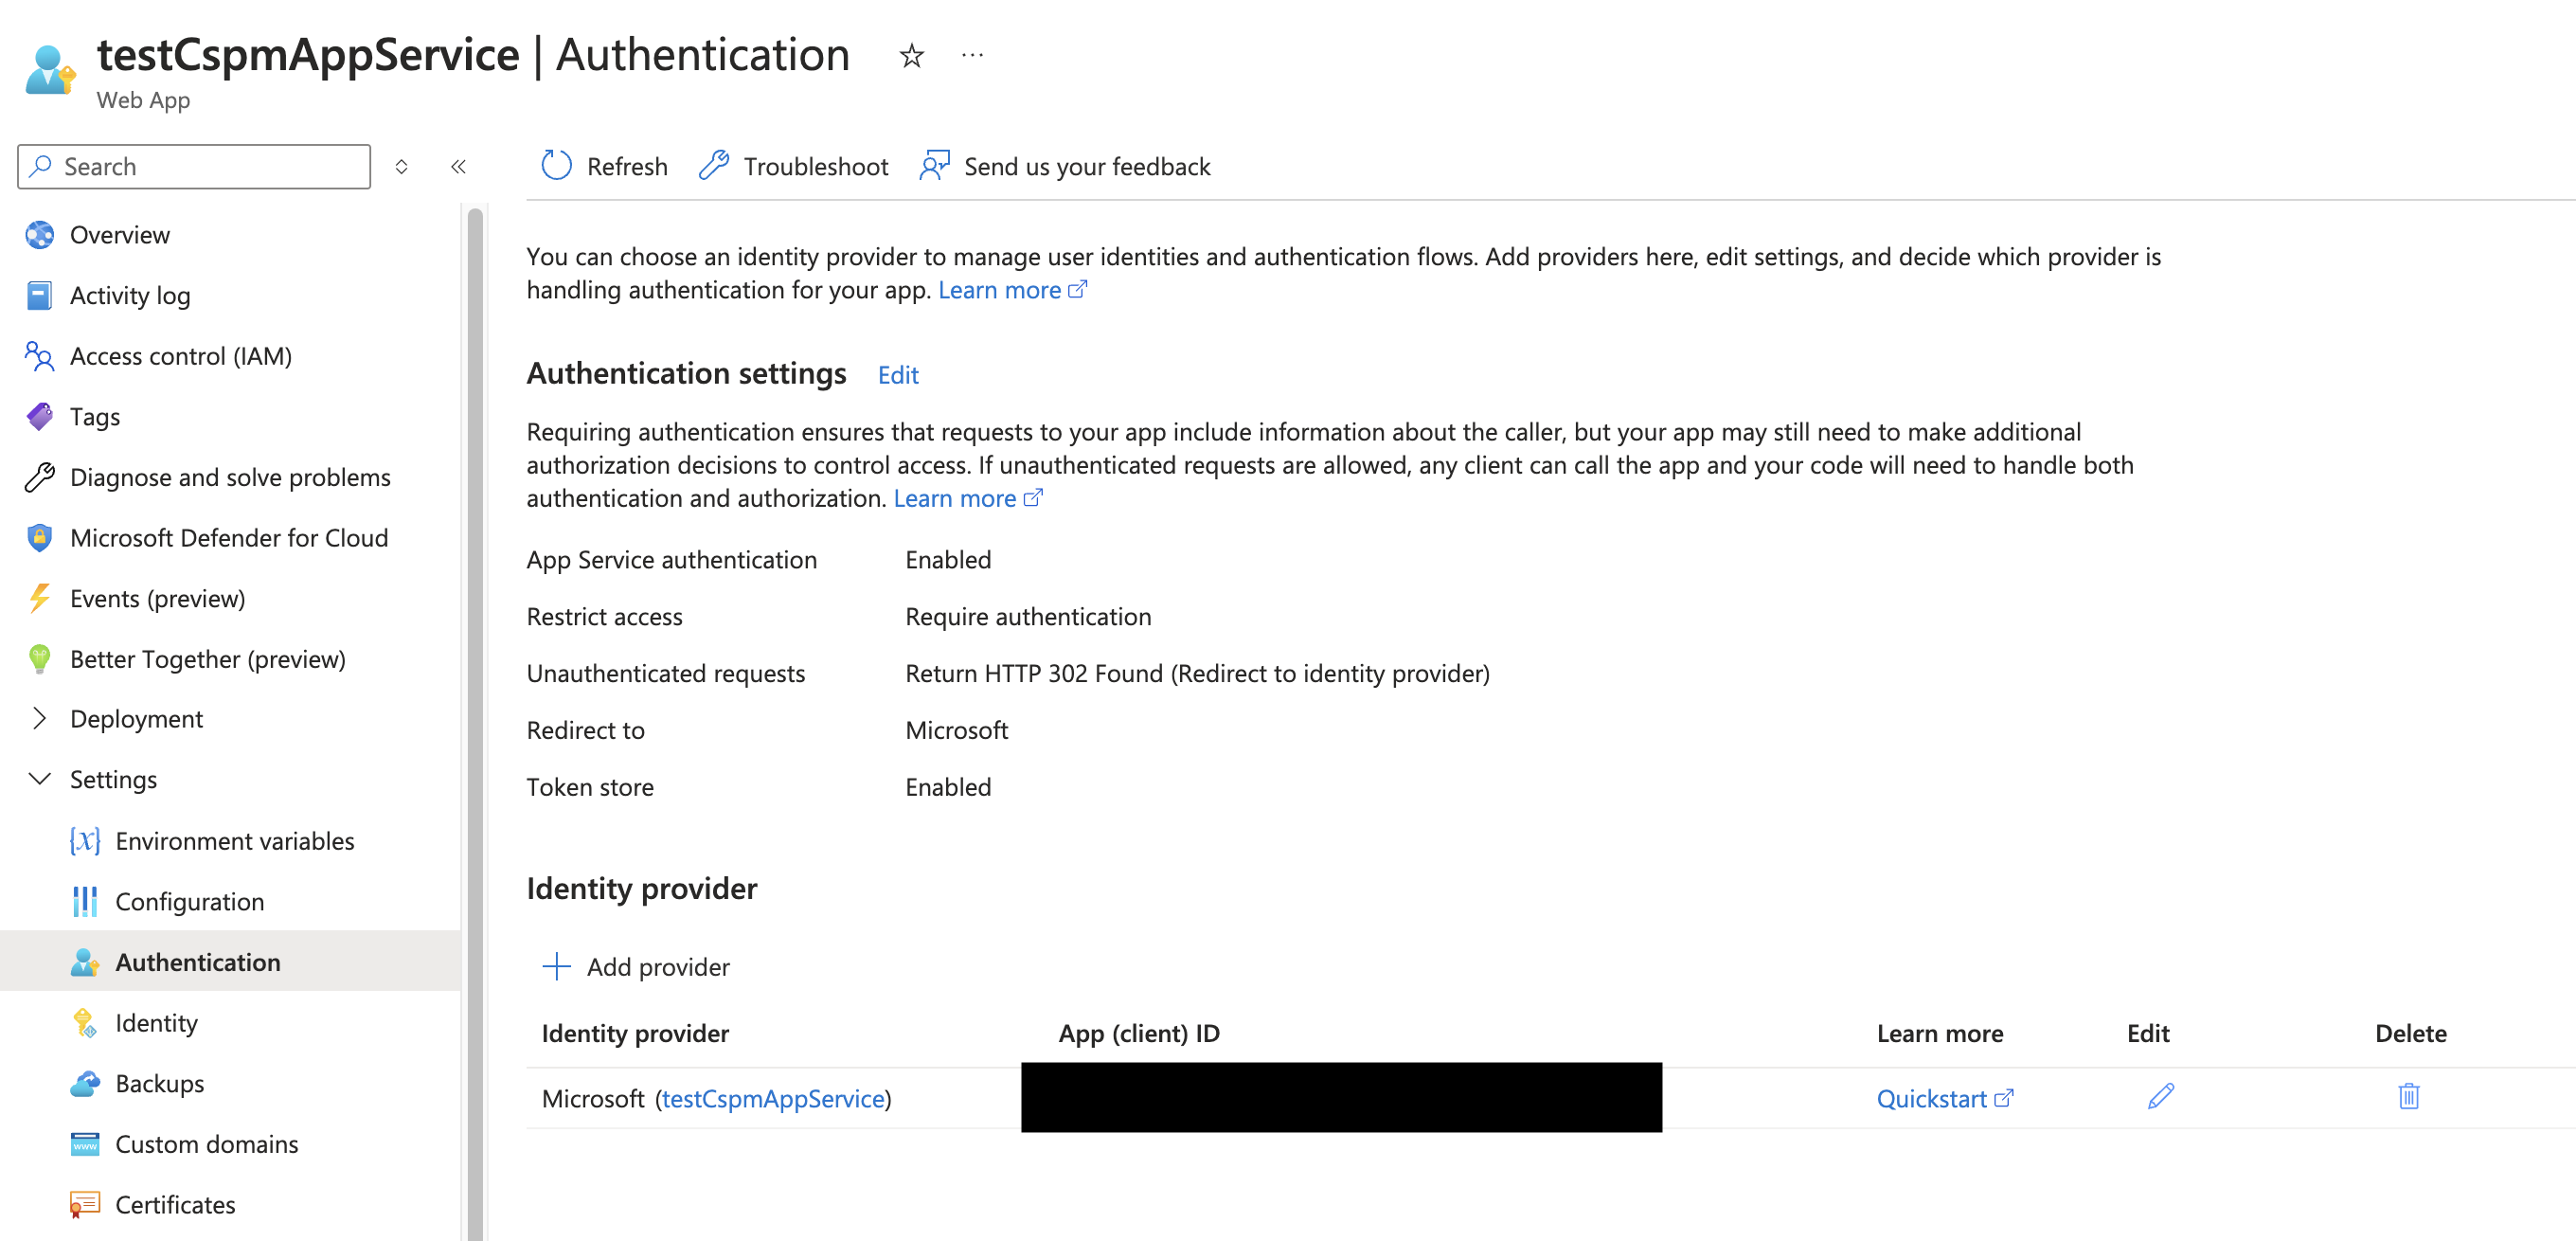 testCspmAppService | Authentication
Web App
Search
Refresh
Troubleshoot
Send us your feedback
Overview
Activity log
Access control (IAM)
Tags
Diagnose and solve problems
Microsoft Defender for Cloud
Events (preview)
Better Together (preview)
Deployment
Settings
Environment variables
Configuration
Authentication
Identity
Backups
Custom domains
Certificates
You can choose an identity provider to manage user identities and authentication flows. Add providers here, edit settings, and decide which provider is
handling authentication for your app. Learn more
Authentication settings Edit
Requiring authentication ensures that requests to your app include information about the caller, but your app may still need to make additional
authorization decisions to control access. If unauthenticated requests are allowed, any client can call the app and your code will need to handle both
authentication and authorization. Learn more
App Service authentication Enabled
Restrict access Require authentication
Unauthenticated requests Return HTTP 302 Found (Redirect to identity provider)
Redirect to Microsoft
Token store Enabled
Identity provider
Add provider
Identity provider App (client) ID Learn more Edit Delete
Microsoft (testCspmAppService) Quickstart